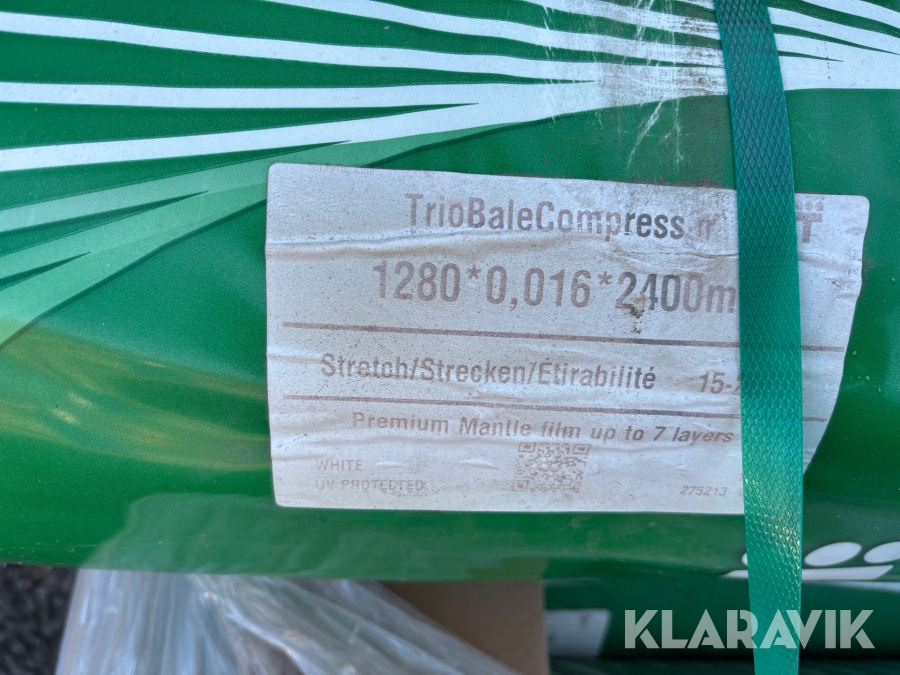 TrioBaleCompress
1280*0,016*2400m
Stretch/Strecken/Étirabilité 15-
Premium Mantle film up to 7 layers
WHITE
UV PROTECTED
275213
KLARAVIK